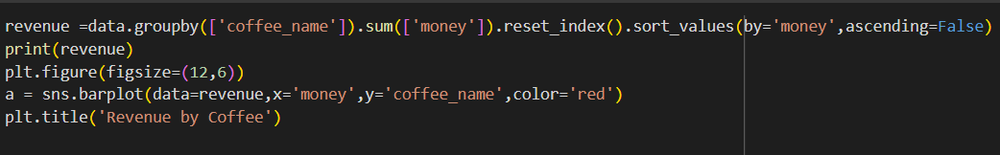 revenue =data.groupby(['coffee_name']).sum(['money']).reset_index().sort_values(by='money',ascending=False)
print(revenue)
plt.figure(figsize=(12,6))
a = sns.barplot(data=revenue,x='money',y='coffee_name',color='red')
plt.title('Revenue by Coffee')